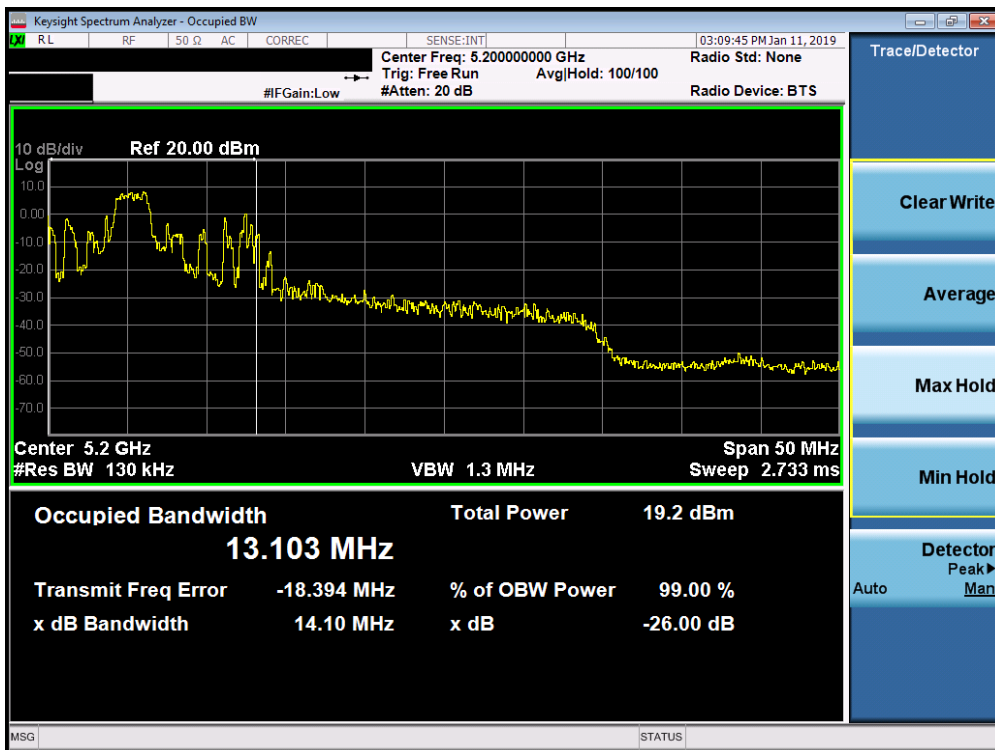 Keysight Spectrum Analyzer - Occupied BW
LXI RL RF 50 Ω AC CORREC SENSE:INT 03:09:45 PM Jan 11, 2019
Center Freq: 5.200000000 GHz Radio Std: None
Trig: Free Run Avg|Hold: 100/100
#IFGain:Low #Atten: 20 dB Radio Device: BTS
10 dB/div Ref 20.00 dBm
Log
10.0
0.00
-10.0
-20.0
-30.0
-40.0
-50.0
-60.0
-70.0
Center 5.2 GHz Span 50 MHz
#Res BW 130 kHz VBW 1.3 MHz Sweep 2.733 ms
Occupied Bandwidth Total Power 19.2 dBm
13.103 MHz
Transmit Freq Error -18.394 MHz % of OBW Power 99.00 %
x dB Bandwidth 14.10 MHz x dB -26.00 dB
MSG STATUS
Trace/Detector
Clear Write
Average
Max Hold
Min Hold
Detector
Peak▶
Auto Man